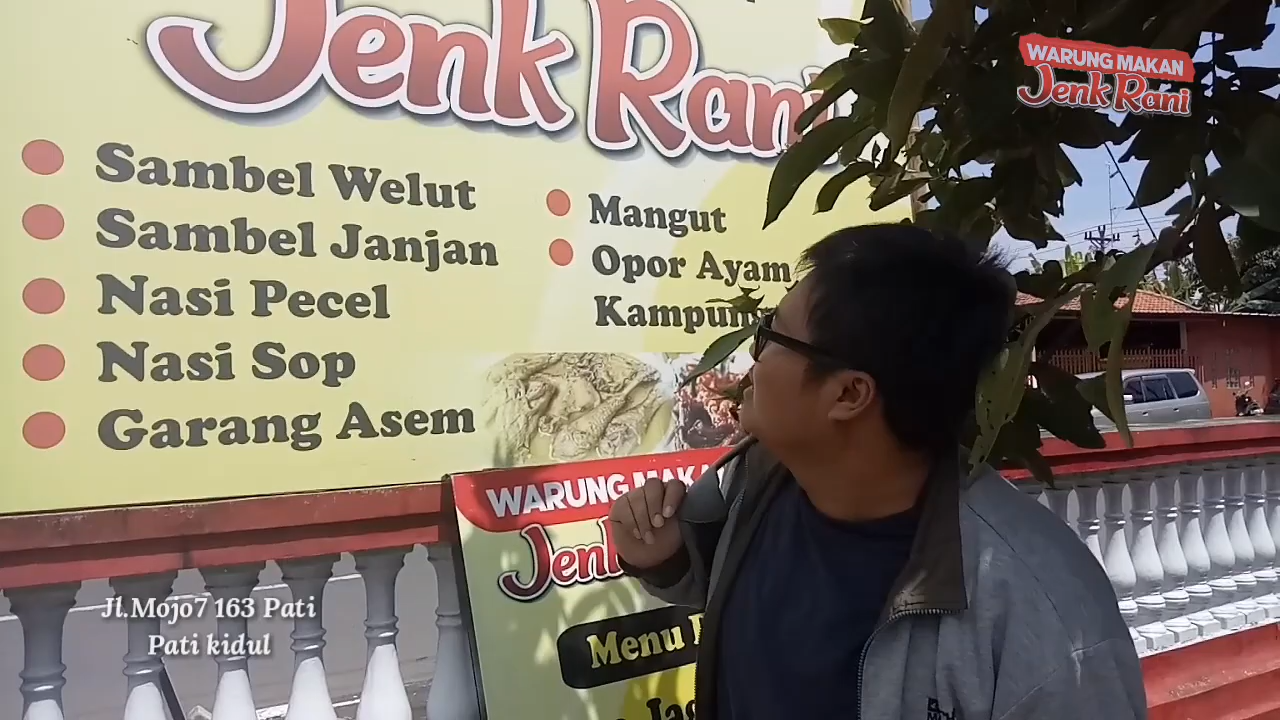 Jenk Rani
Sambel Welut
Sambel Janjan
Nasi Pecel
Nasi Sop
Garang Asem
Mangut
Opor Ayam
WARUNG MAKAN
Jenk Rani
WARUNG
Menu
Jl.Mojo7 163 Pati
Pati kidul